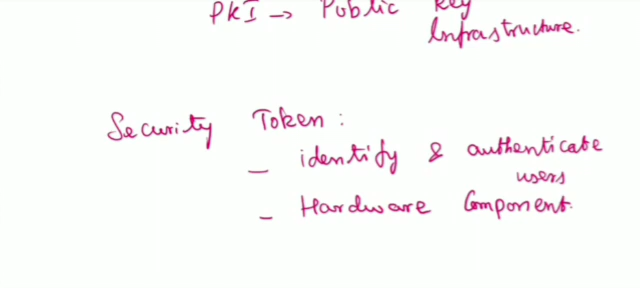 PKI → Public Key
Infrastructure.
Security Token :
– identify & authenticate
users
– Hardware Component.